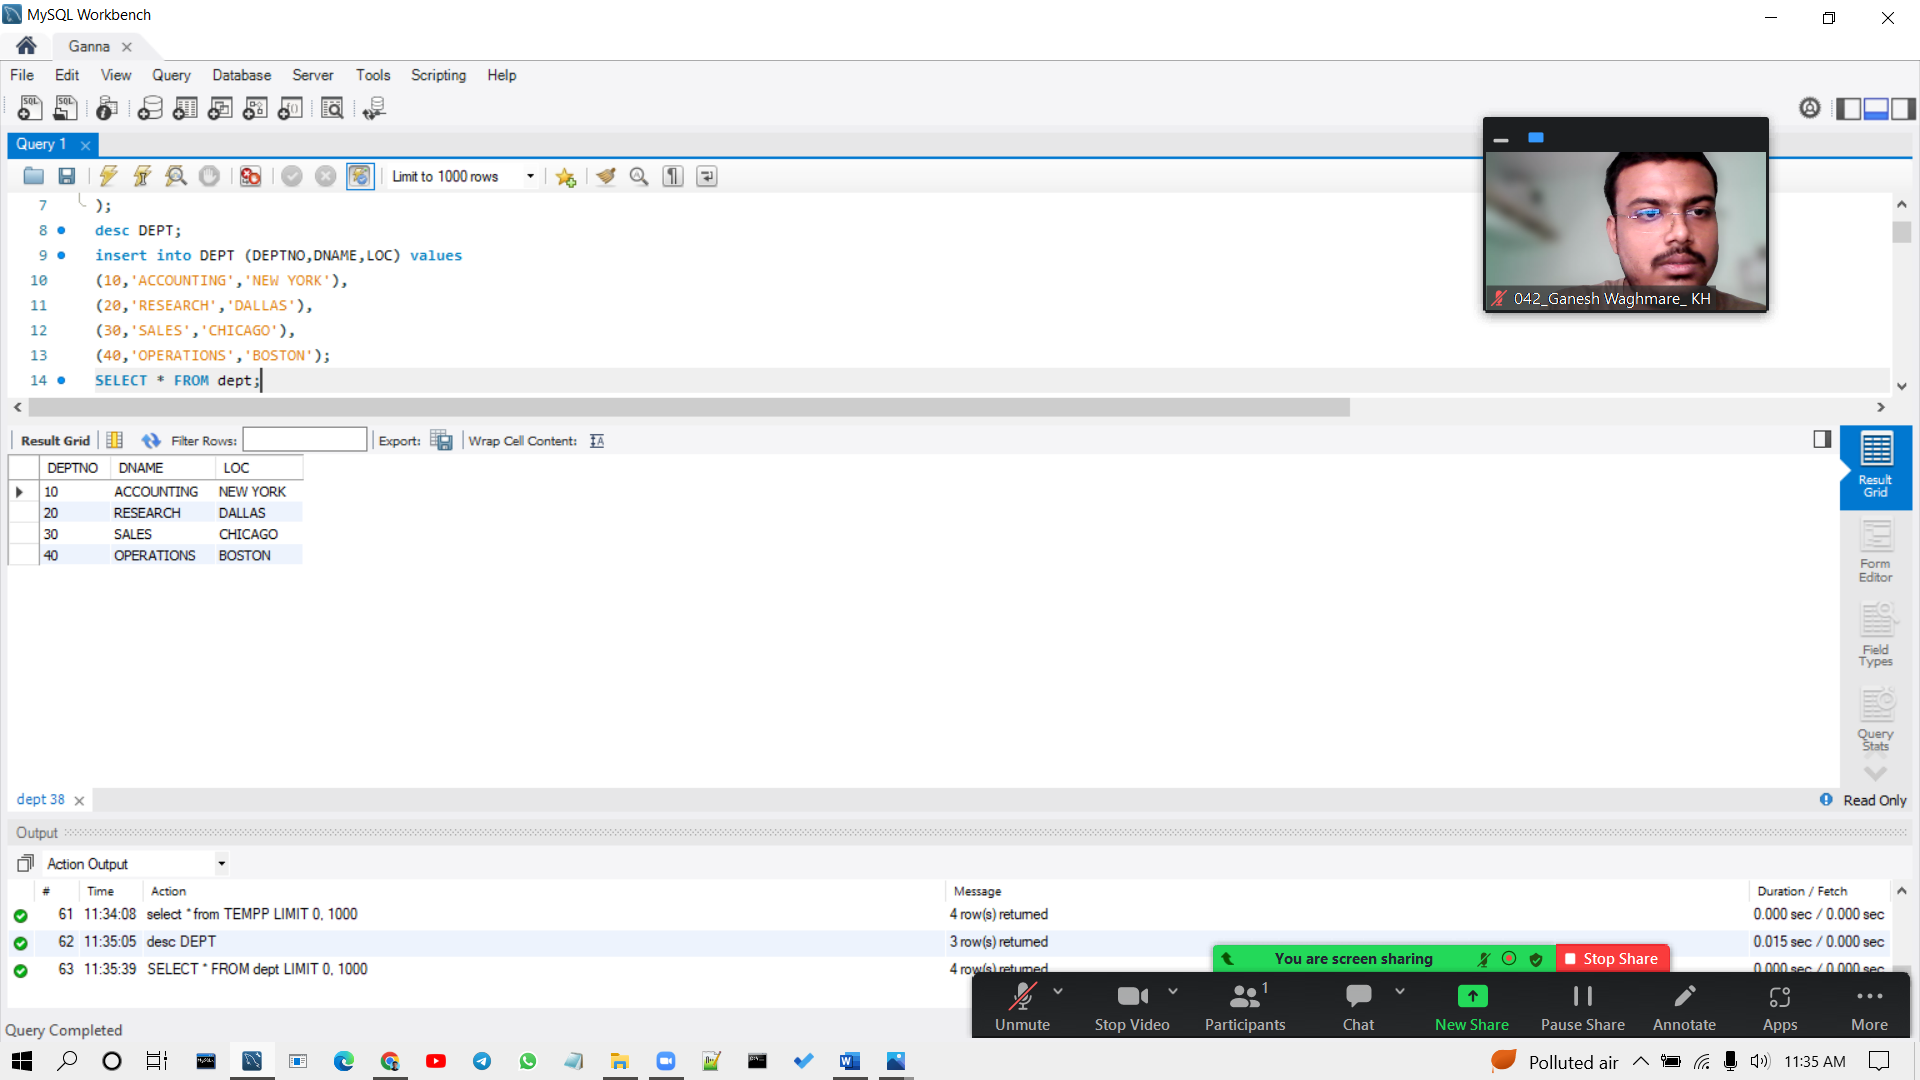 MySQL Workbench
Ganna
File Edit View Query Database Server Tools Scripting Help
Query 1
Limit to 1000 rows
7 );
8 desc DEPT;
9 insert into DEPT (DEPTNO,DNAME,LOC) values
10 (10,'ACCOUNTING','NEW YORK'),
11 (20,'RESEARCH','DALLAS'),
12 (30,'SALES','CHICAGO'),
13 (40,'OPERATIONS','BOSTON');
14 SELECT * FROM dept;
042_Ganesh Waghmare_ KH
Result Grid Filter Rows: Export: Wrap Cell Content:
DEPTNO DNAME LOC
10 ACCOUNTING NEW YORK
20 RESEARCH DALLAS
30 SALES CHICAGO
40 OPERATIONS BOSTON
Result
Grid
Form
Editor
Field
Types
Query
Stats
dept 38
Read Only
Output
Action Output
# Time Action Message Duration / Fetch
61 11:34:08 select * from TEMPP LIMIT 0, 1000 4 row(s) returned 0.000 sec / 0.000 sec
62 11:35:05 desc DEPT 3 row(s) returned 0.015 sec / 0.000 sec
63 11:35:39 SELECT * FROM dept LIMIT 0, 1000 4 row(s) returned 0.000 sec / 0.000 sec
You are screen sharing Stop Share
Unmute Stop Video Participants 1 Chat New Share Pause Share Annotate Apps More
Query Completed
Polluted air 11:35 AM